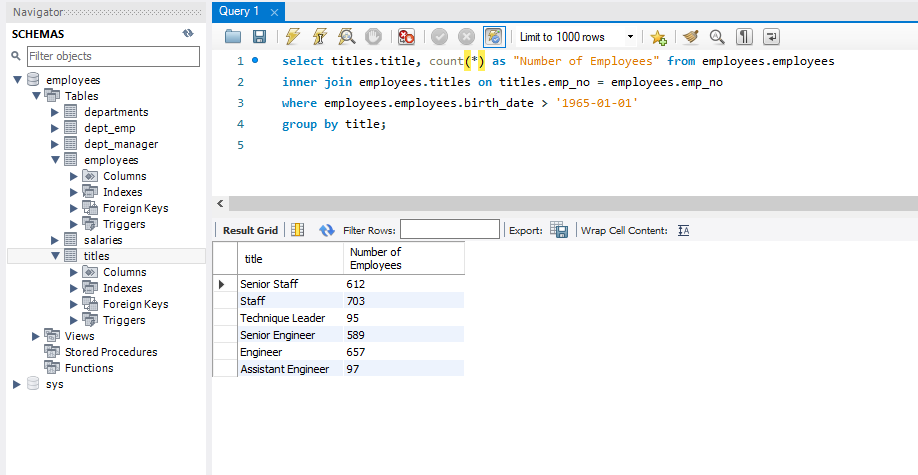 Navigator
Query 1
SCHEMAS
Filter objects
employees
Tables
departments
dept_emp
dept_manager
employees
Columns
Indexes
Foreign Keys
Triggers
salaries
titles
Columns
Indexes
Foreign Keys
Triggers
Views
Stored Procedures
Functions
sys
Limit to 1000 rows
1 select titles.title, count(*) as "Number of Employees" from employees.employees
2 inner join employees.titles on titles.emp_no = employees.emp_no
3 where employees.employees.birth_date > '1965-01-01'
4 group by title;
5
Result Grid Filter Rows: Export: Wrap Cell Content: IA
title Number of
Employees
Senior Staff 612
Staff 703
Technique Leader 95
Senior Engineer 589
Engineer 657
Assistant Engineer 97